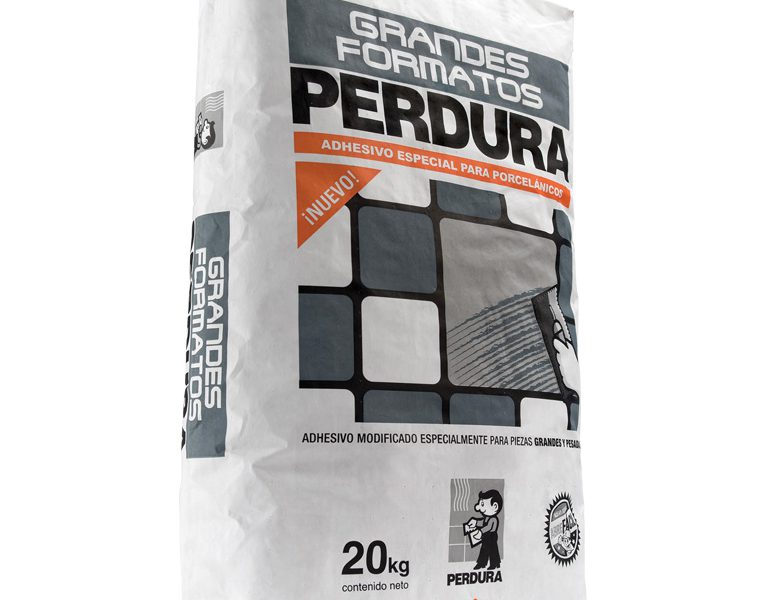 GRANDES
FORMATOS
PERDURA
ADHESIVO ESPECIAL PARA PORCELÁNICOS
¡NUEVO!
ADHESIVO MODIFICADO ESPECIALMENTE PARA PIEZAS GRANDES Y
20kg
contenido neto
PERDURA
GRANDES
FORMATOS